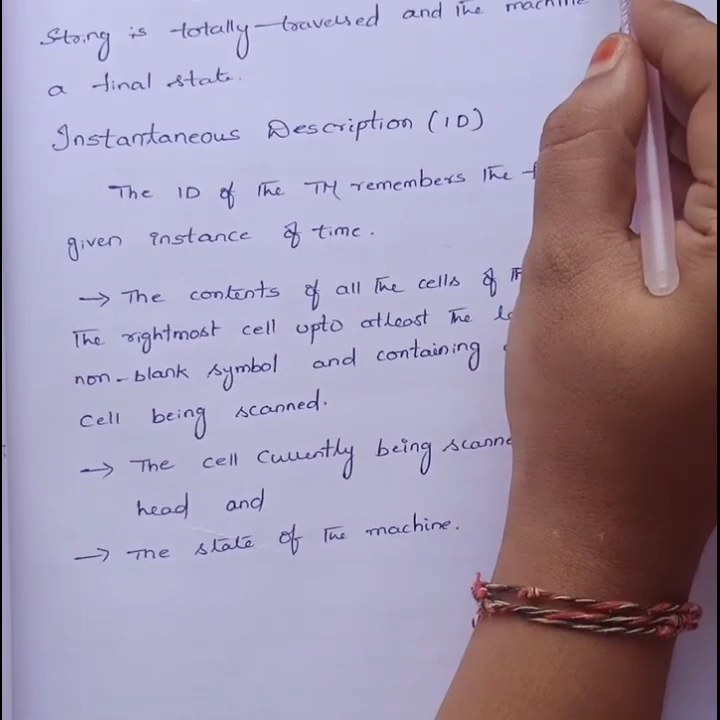 String is totally travelsed and the machine
a final state.
Instantaneous Description (ID)
The ID of the TM remembers the
given instance of time.
→ The contents of all the cells of
The rightmost cell upto atleast the
non-blank symbol and containing
cell being scanned.
→ The cell currently being
head and
→ The state of the machine.